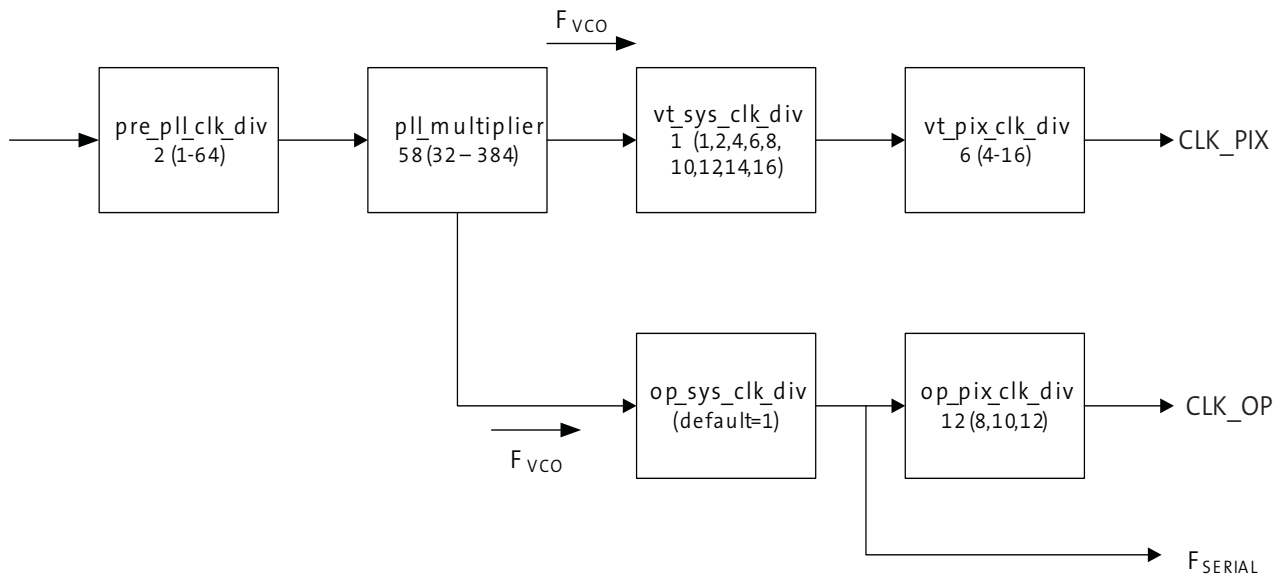 F VCO
pre_pll_clk_div
2 (1-64)
pll_multiplier
58 (32 – 384)
vt_sys_clk_div
1 (1,2,4,6,8,
10,12,14,16)
vt_pix_clk_div
6 (4-16)
CLK_PIX
op_sys_clk_div
(default=1)
op_pix_clk_div
12 (8,10,12)
CLK_OP
F VCO
F SERIAL